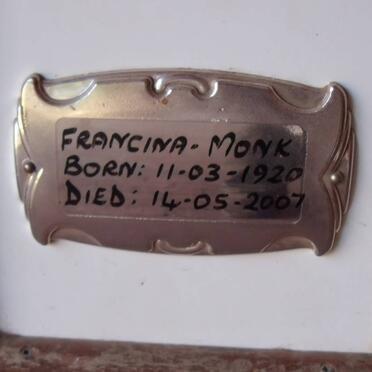 FRANCINA - MONK
BORN: 11-03-1920
DIED: 14-05-2007